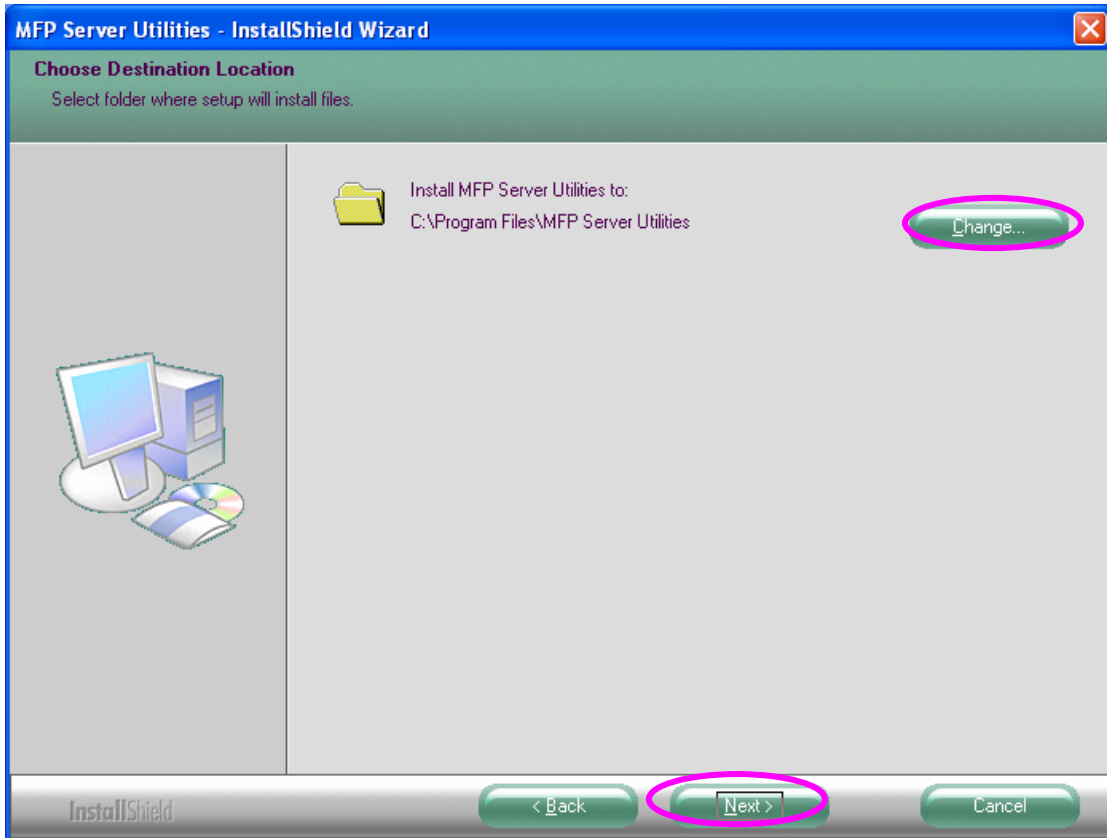 MFP Server Utilities - InstallShield Wizard
Choose Destination Location
Select folder where setup will install files.
Install MFP Server Utilities to:
C:\Program Files\MFP Server Utilities
Change...
InstallShield
< Back
Next >
Cancel